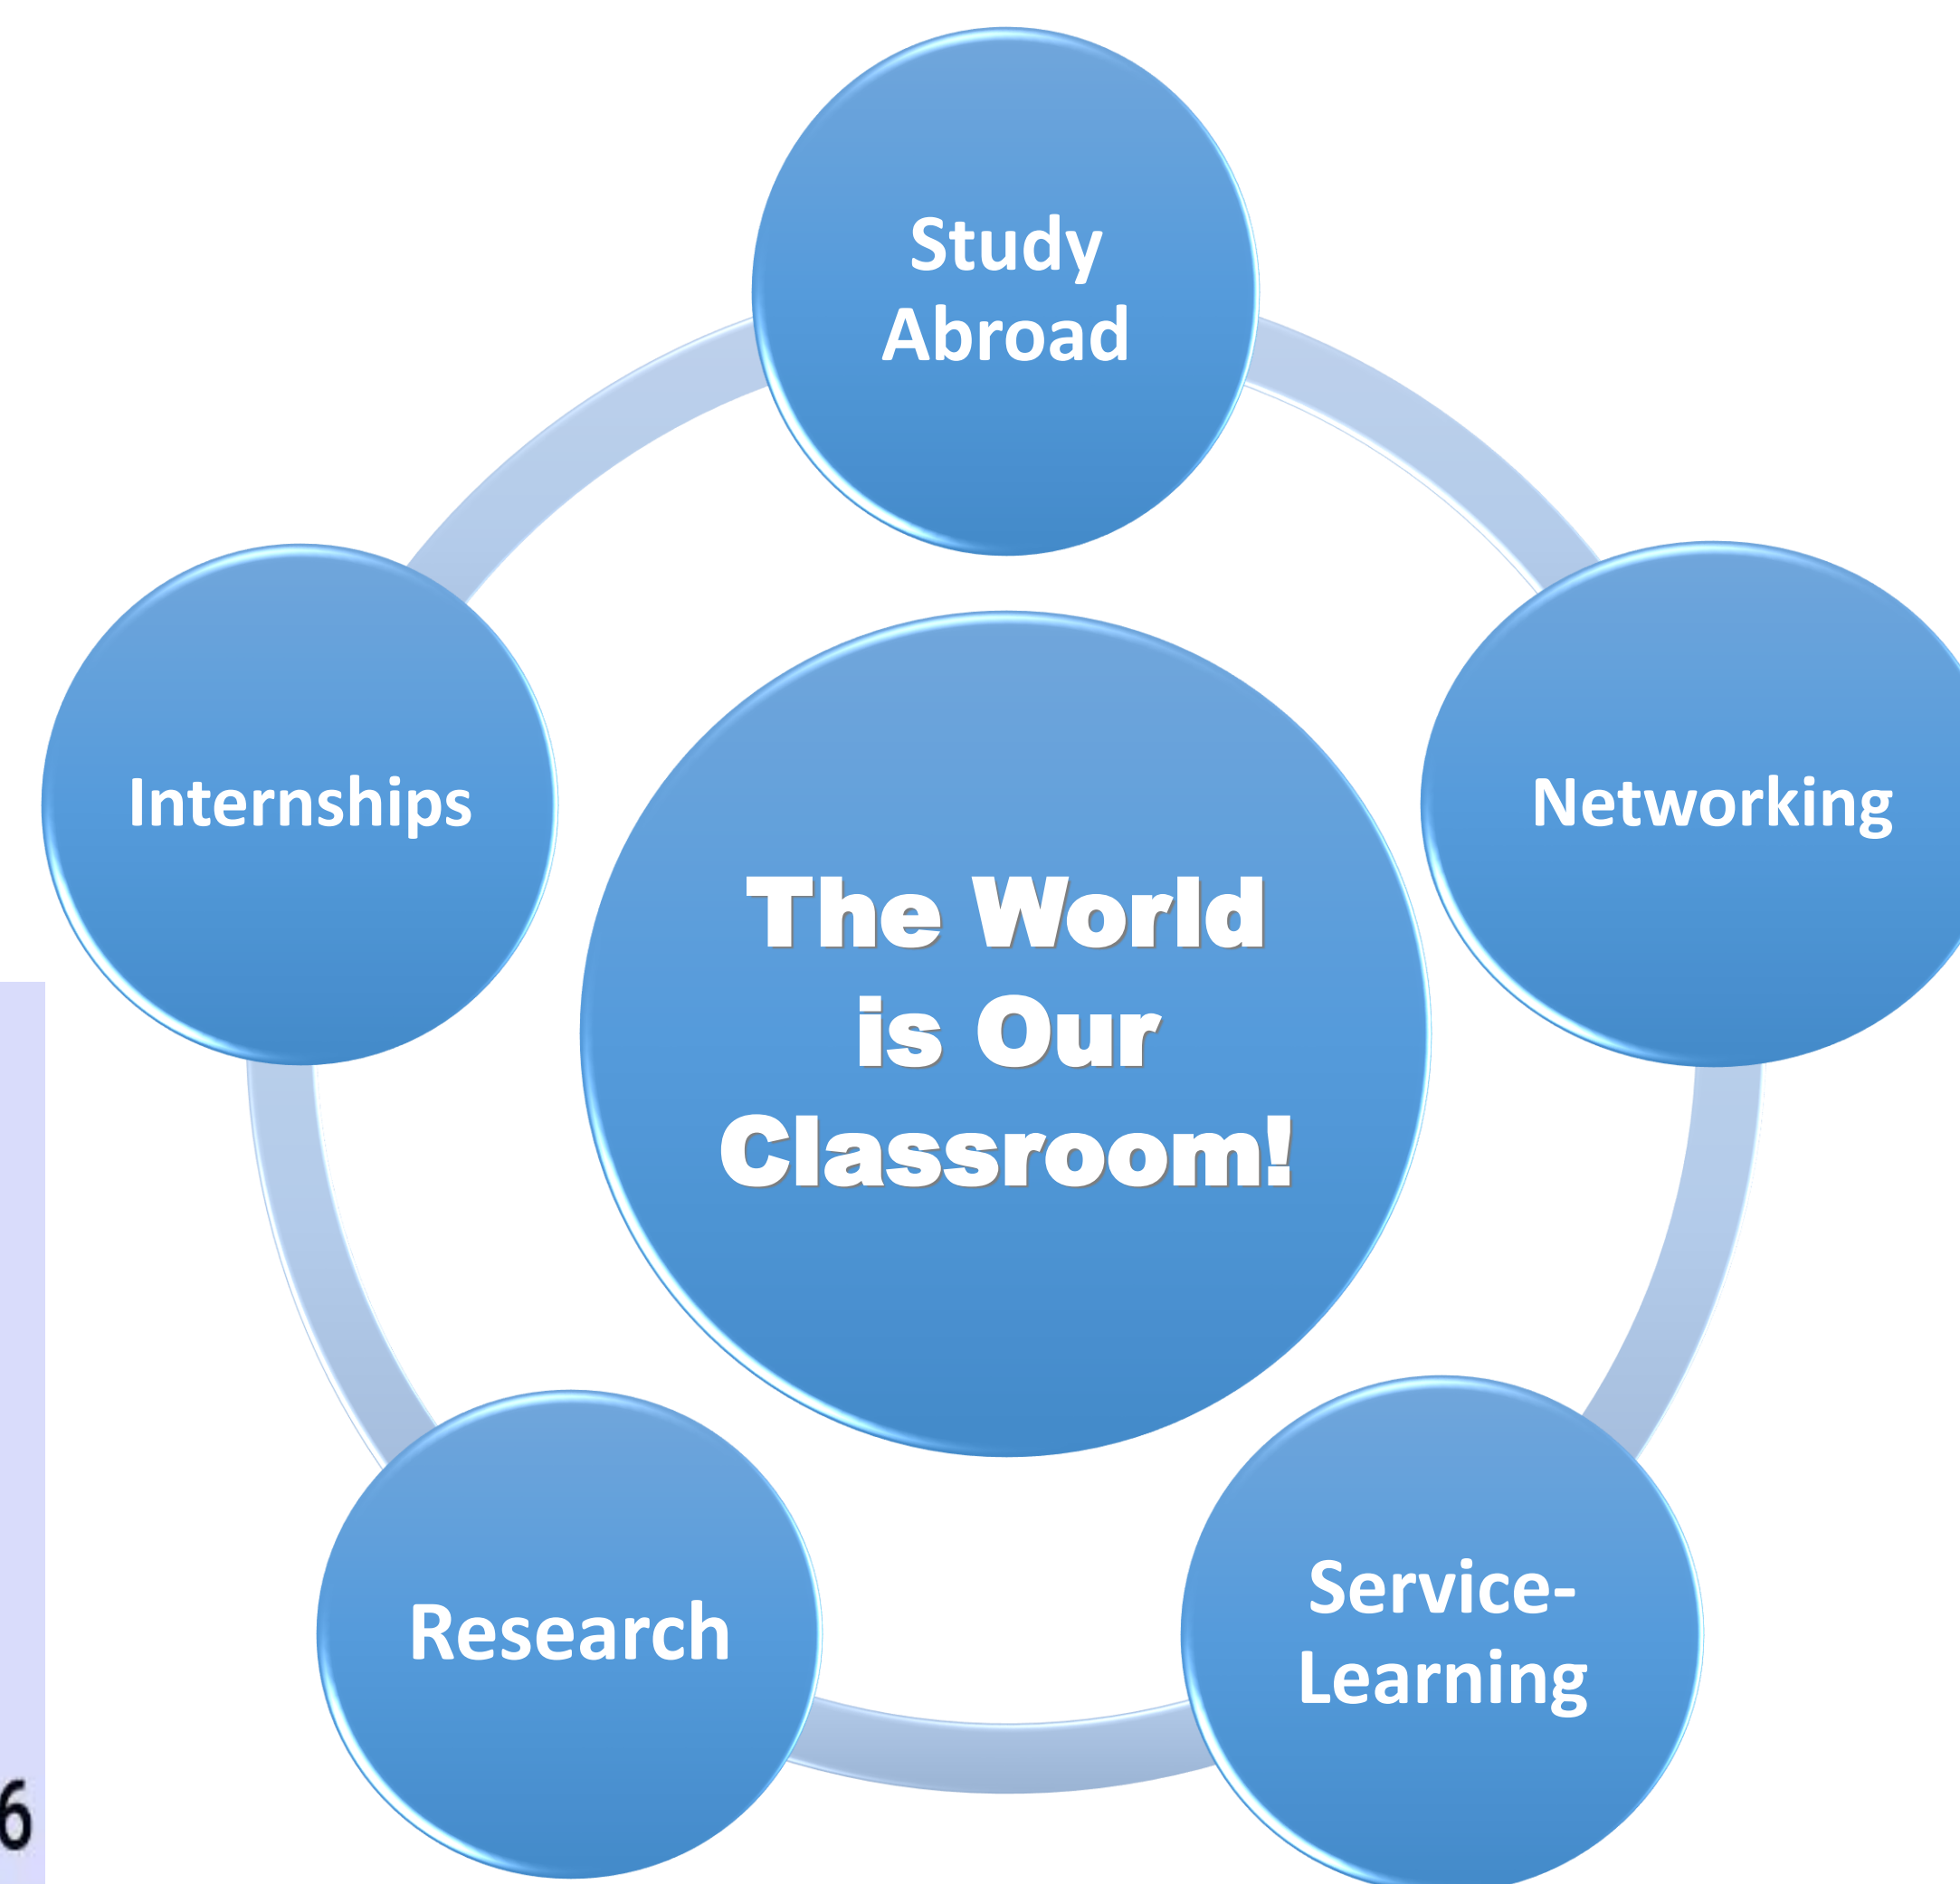 Study
Abroad
Internships
Networking
The World
is Our
Classroom!
Research
Service-
Learning
6